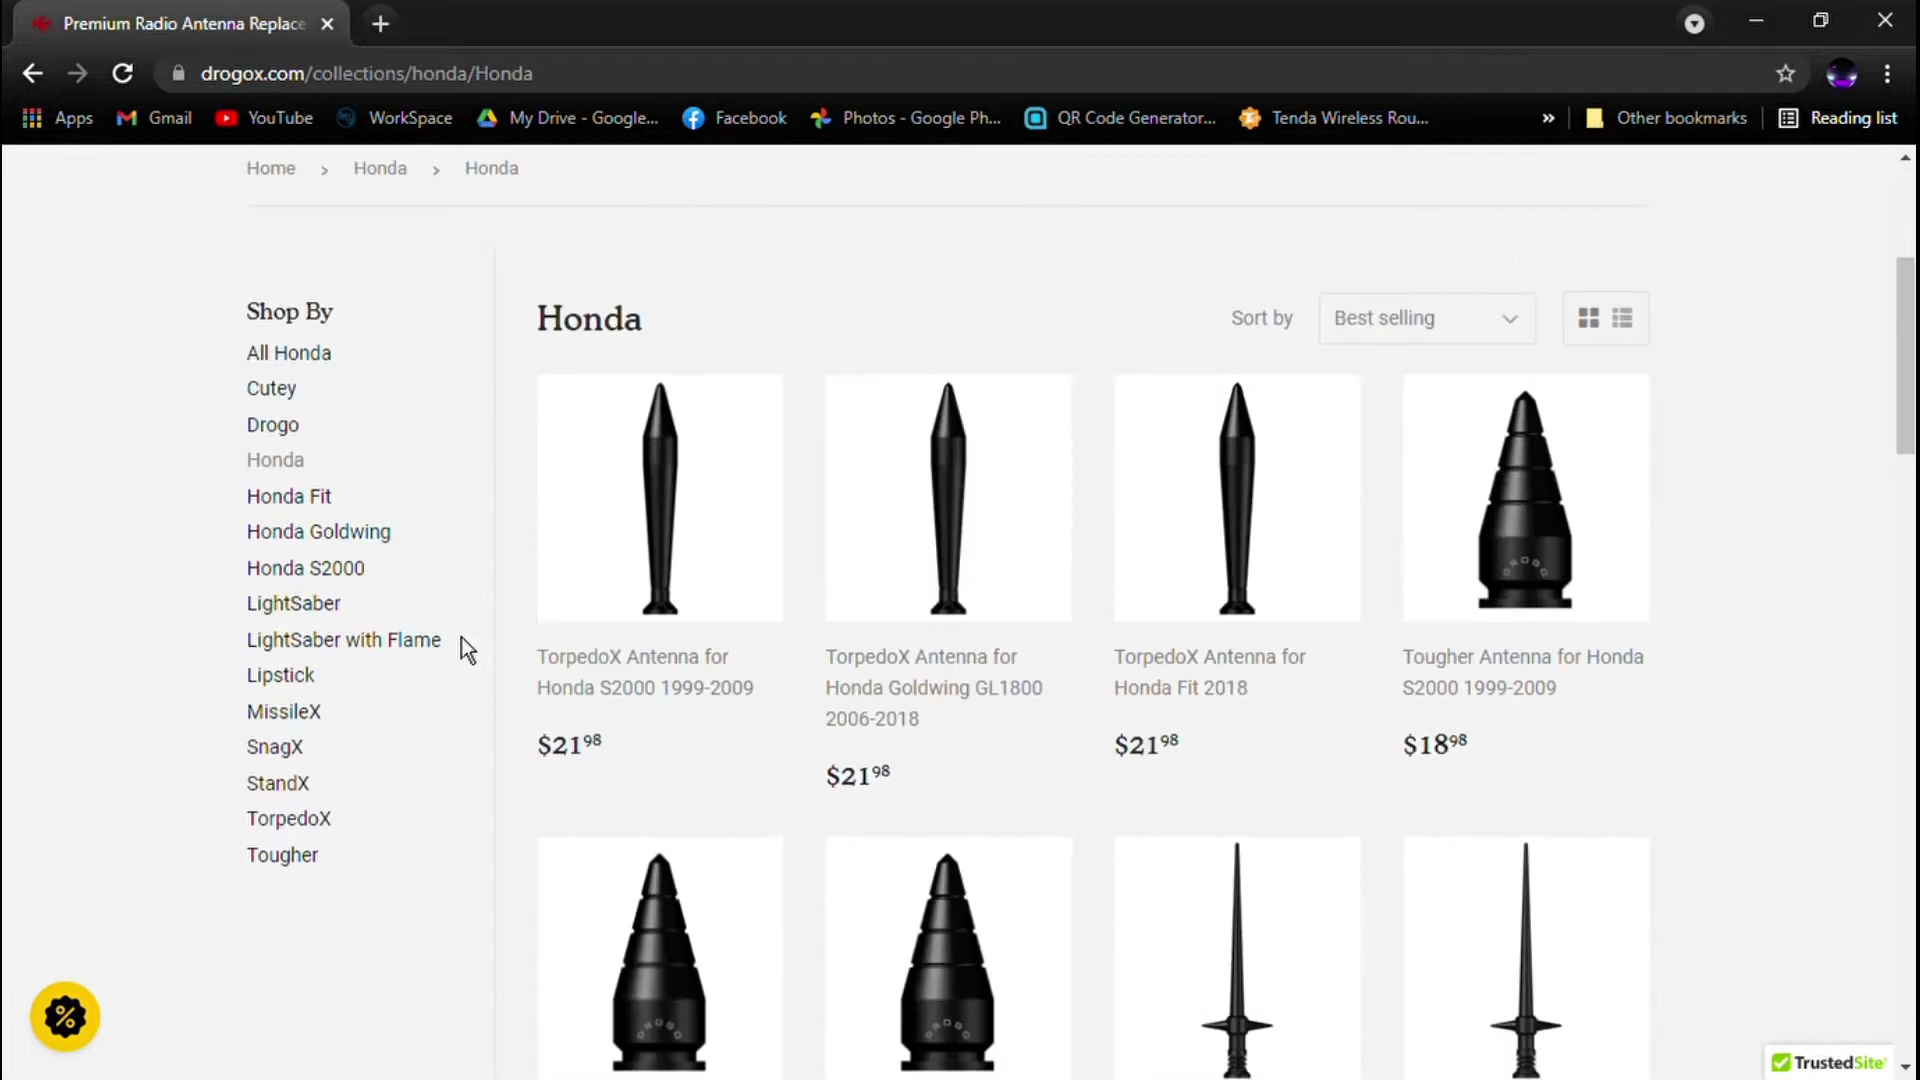 Premium Radio Antenna Replace
drogox.com/collections/honda/Honda
Apps Gmail YouTube WorkSpace My Drive - Google... Facebook Photos - Google Ph... QR Code Generator... Tenda Wireless Rou... » Other bookmarks Reading list
Home > Honda > Honda
Shop By
All Honda
Cutey
Drogo
Honda
Honda Fit
Honda Goldwing
Honda S2000
LightSaber
LightSaber with Flame
Lipstick
MissileX
SnagX
StandX
TorpedoX
Tougher
Honda
Sort by Best selling
DROGO
TorpedoX Antenna for
Honda S2000 1999-2009
$21.98
TorpedoX Antenna for
Honda Goldwing GL1800
2006-2018
$21.98
TorpedoX Antenna for
Honda Fit 2018
$21.98
Tougher Antenna for Honda
S2000 1999-2009
$18.98
DROGO
DROGO
%
TrustedSite